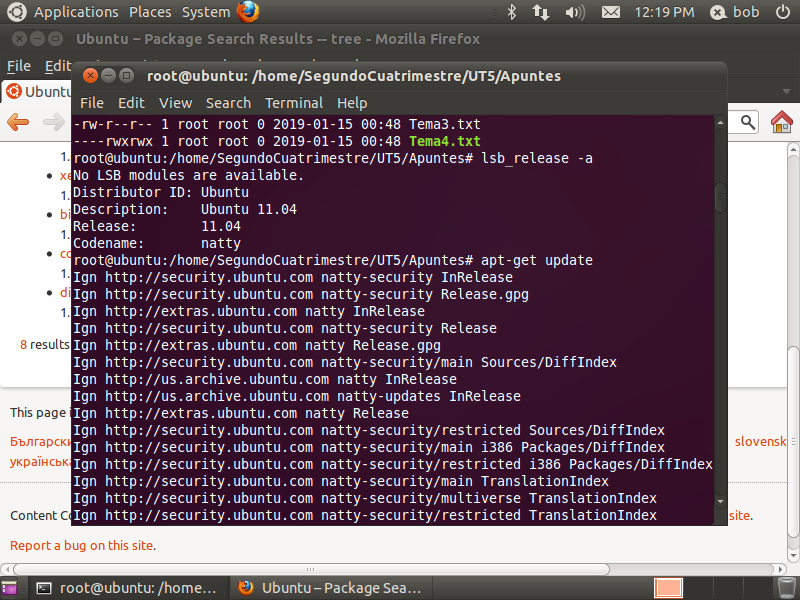 Applications Places System 12:19 PM bob
Ubuntu – Package Search Results -- tree - Mozilla Firefox
File Edit
Ubuntu
root@ubuntu: /home/SegundoCuatrimestre/UT5/Apuntes
File Edit View Search Terminal Help
-rw-r--r-- 1 root root 0 2019-01-15 00:48 Tema3.txt
----rwxrwx 1 root root 0 2019-01-15 00:48 Tema4.txt
root@ubuntu:/home/SegundoCuatrimestre/UT5/Apuntes# lsb_release -a
No LSB modules are available.
Distributor ID: Ubuntu
Description:    Ubuntu 11.04
Release:        11.04
Codename:       natty
root@ubuntu:/home/SegundoCuatrimestre/UT5/Apuntes# apt-get update
Ign http://security.ubuntu.com natty-security InRelease
Ign http://security.ubuntu.com natty-security Release.gpg
Ign http://extras.ubuntu.com natty InRelease
Ign http://security.ubuntu.com natty-security Release
Ign http://extras.ubuntu.com natty Release.gpg
Ign http://security.ubuntu.com natty-security/main Sources/DiffIndex
Ign http://us.archive.ubuntu.com natty InRelease
Ign http://us.archive.ubuntu.com natty-updates InRelease
Ign http://extras.ubuntu.com natty Release
Ign http://security.ubuntu.com natty-security/restricted Sources/DiffIndex
Ign http://security.ubuntu.com natty-security/main i386 Packages/DiffIndex
Ign http://security.ubuntu.com natty-security/restricted i386 Packages/DiffIndex
Ign http://security.ubuntu.com natty-security/main TranslationIndex
Ign http://security.ubuntu.com natty-security/multiverse TranslationIndex
Ign http://security.ubuntu.com natty-security/restricted TranslationIndex
1.
xe
1.
bi
1.
co
1.
di
1.
8 results
This page
Български slovensk
українська
Content Co site.
Report a bug on this site.
root@ubuntu: /home... Ubuntu – Package Sea...